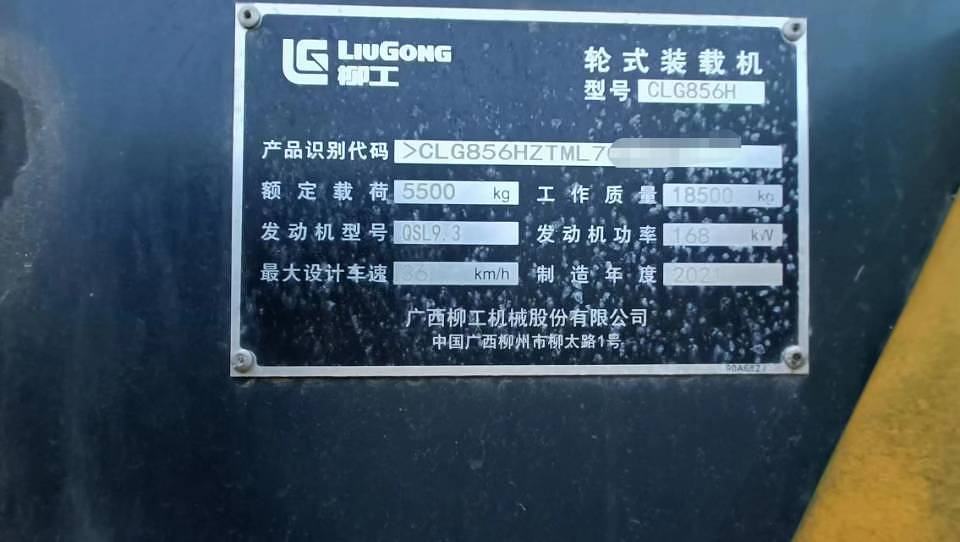 LIUGONG
柳工
轮式装载机
型号 CLG856H
产品识别代码 >CLG856HZTML7
额定载荷 5500 kg 工作质量 18500 kg
发动机型号 QSL9.3 发动机功率 168 kW
最大设计车速 36 km/h 制造年度 2021
广西柳工机械股份有限公司
中国广西柳州市柳太路1号